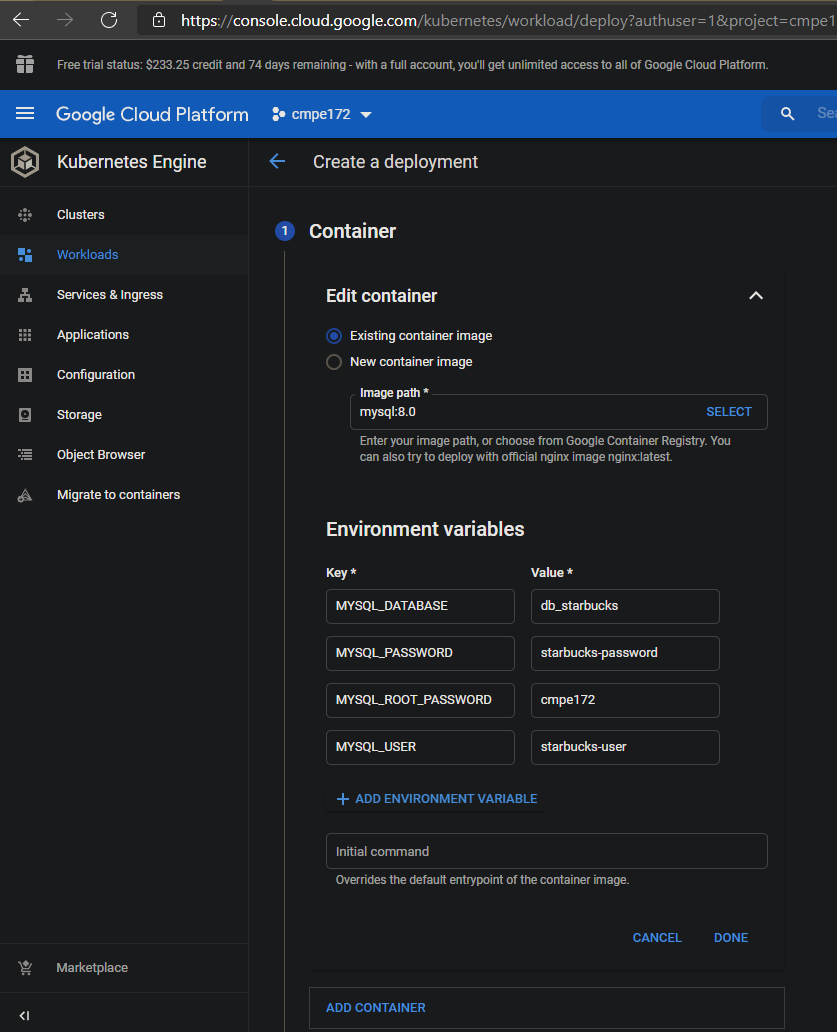 https://console.cloud.google.com/kubernetes/workload/deploy?authuser=1&project=cmpe1
Free trial status: $233.25 credit and 74 days remaining - with a full account, you'll get unlimited access to all of Google Cloud Platform.
Google Cloud Platform
cmpe172
Kubernetes Engine
Create a deployment
Clusters
Workloads
Services & Ingress
Applications
Configuration
Storage
Object Browser
Migrate to containers
Marketplace
1
Container
Edit container
Existing container image
New container image
Image path *
mysql:8.0
SELECT
Enter your image path, or choose from Google Container Registry. You
can also try to deploy with official nginx image nginx:latest.
Environment variables
Key * Value *
MYSQL_DATABASE db_starbucks
MYSQL_PASSWORD starbucks-password
MYSQL_ROOT_PASSWORD cmpe172
MYSQL_USER starbucks-user
ADD ENVIRONMENT VARIABLE
Initial command
Overrides the default entrypoint of the container image.
CANCEL DONE
ADD CONTAINER